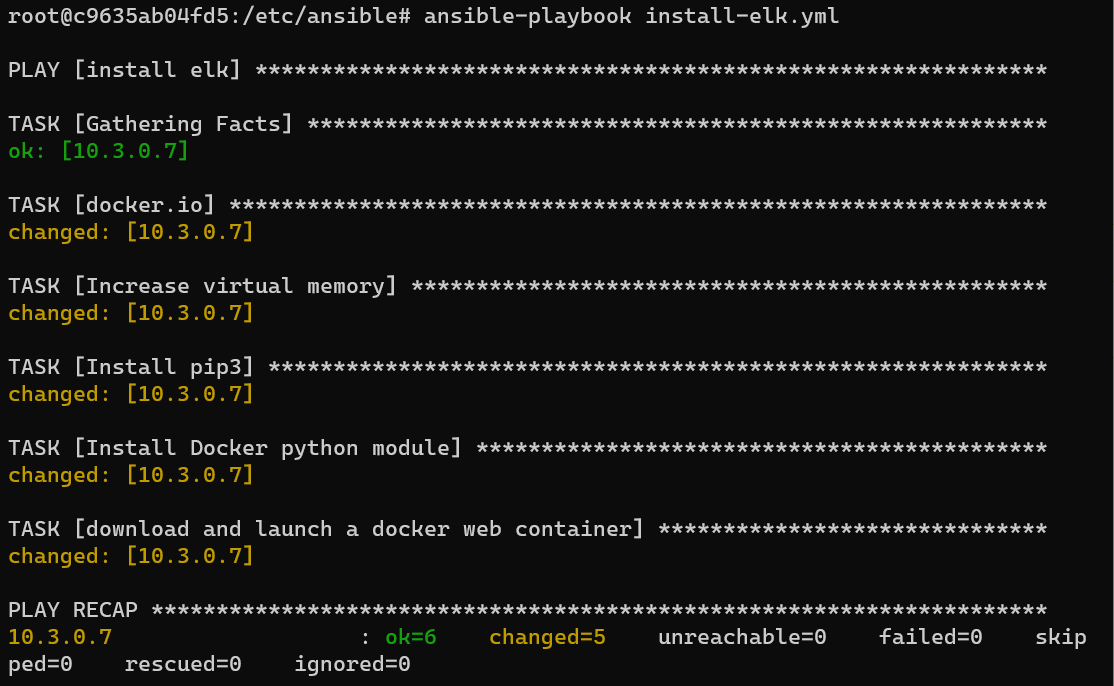 root@c9635ab04fd5:/etc/ansible# ansible-playbook install-elk.yml
PLAY [install elk] *************************************************************
TASK [Gathering Facts] *********************************************************
ok: [10.3.0.7]
TASK [docker.io] ***************************************************************
changed: [10.3.0.7]
TASK [Increase virtual memory] *************************************************
changed: [10.3.0.7]
TASK [Install pip3] ************************************************************
changed: [10.3.0.7]
TASK [Install Docker python module] ********************************************
changed: [10.3.0.7]
TASK [download and launch a docker web container] ******************************
changed: [10.3.0.7]
PLAY RECAP *********************************************************************
10.3.0.7                   : ok=6    changed=5    unreachable=0    failed=0    skip
ped=0    rescued=0    ignored=0